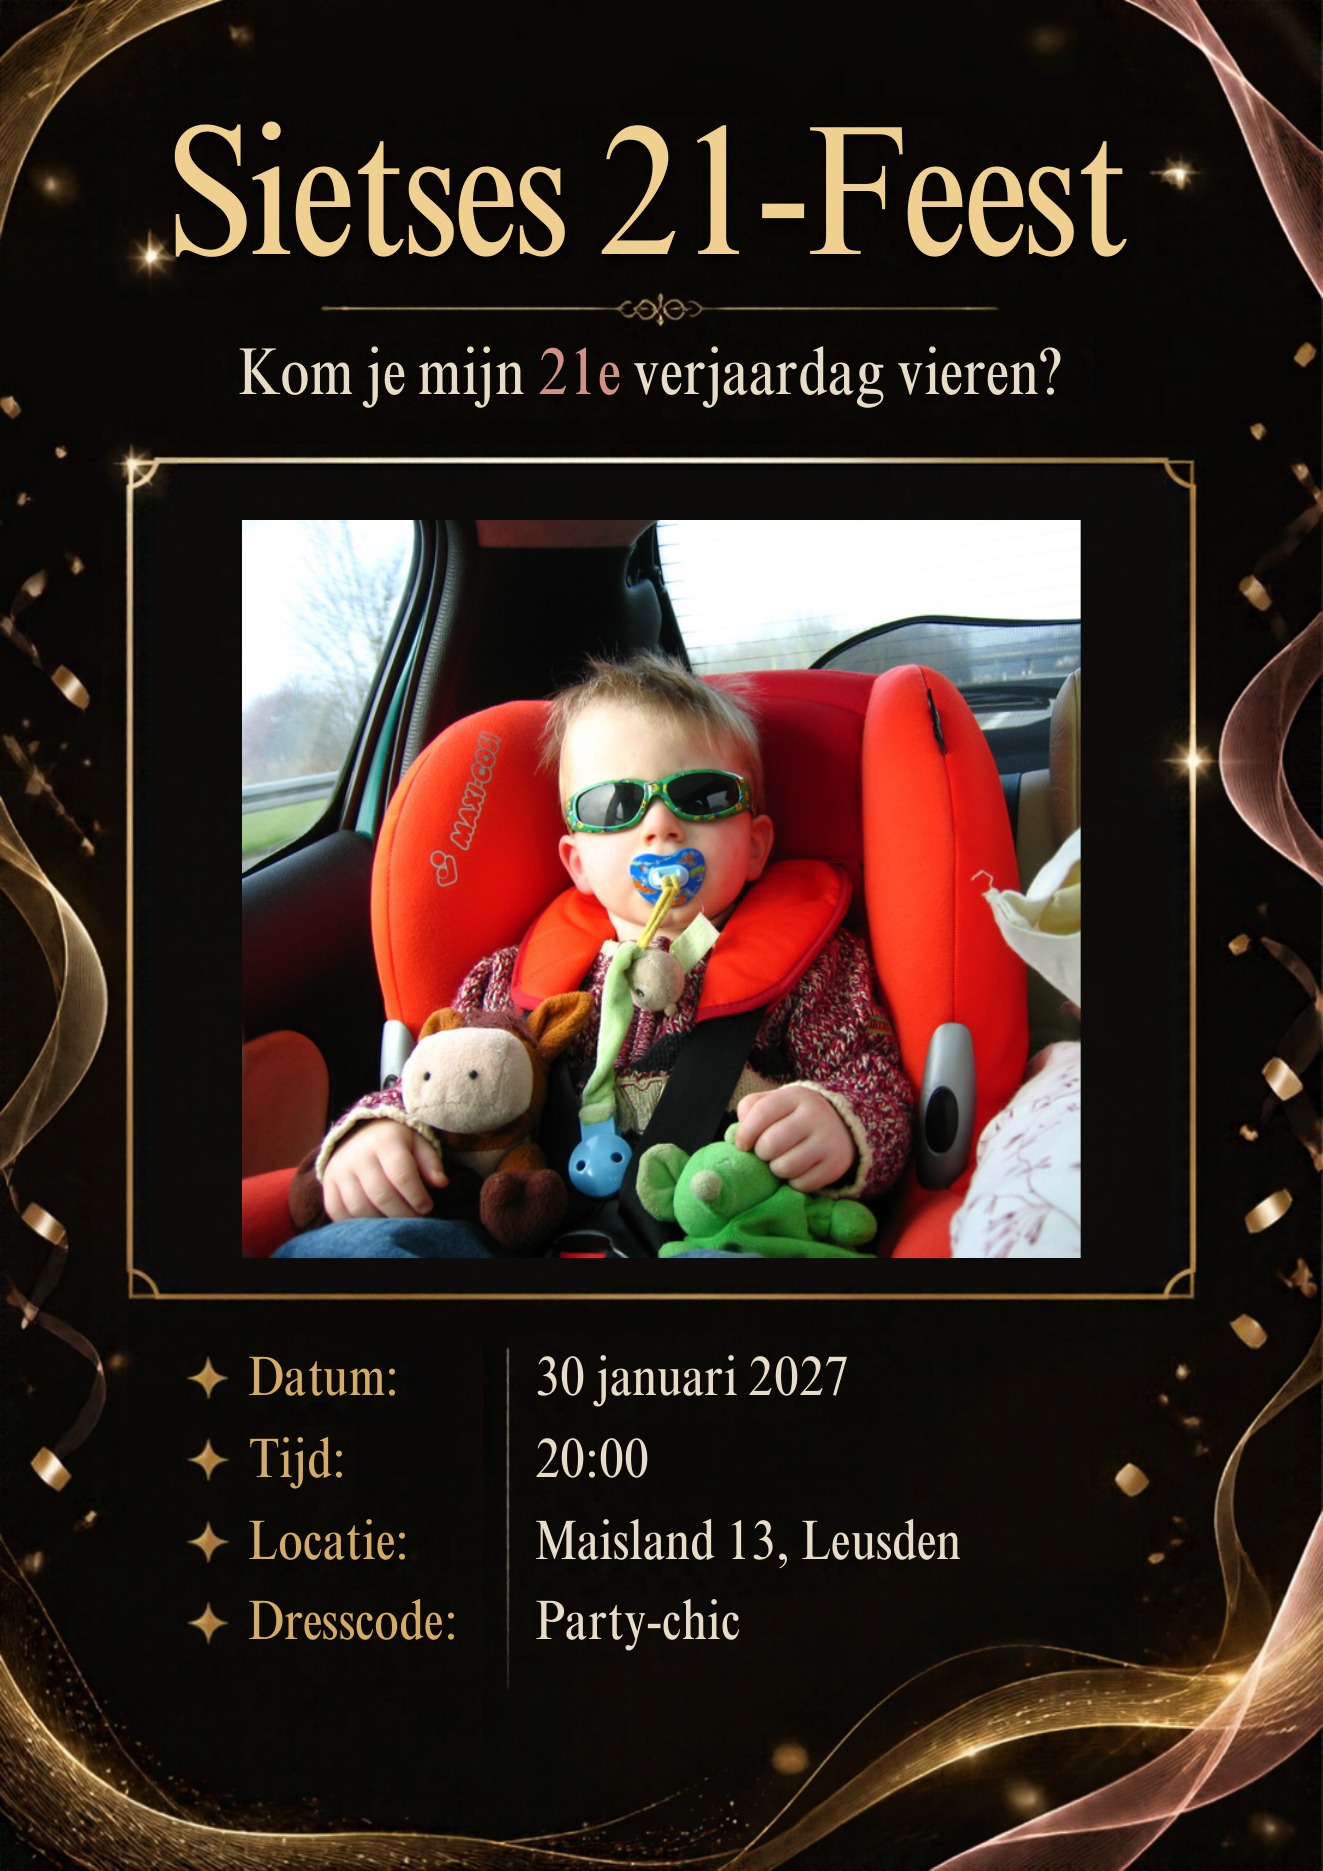 Sietses 21-Feest
Kom je mijn 21e verjaardag vieren?
MAXI-COSI
Datum: 30 januari 2027
Tijd: 20:00
Locatie: Maisland 13, Leusden
Dresscode: Party-chic